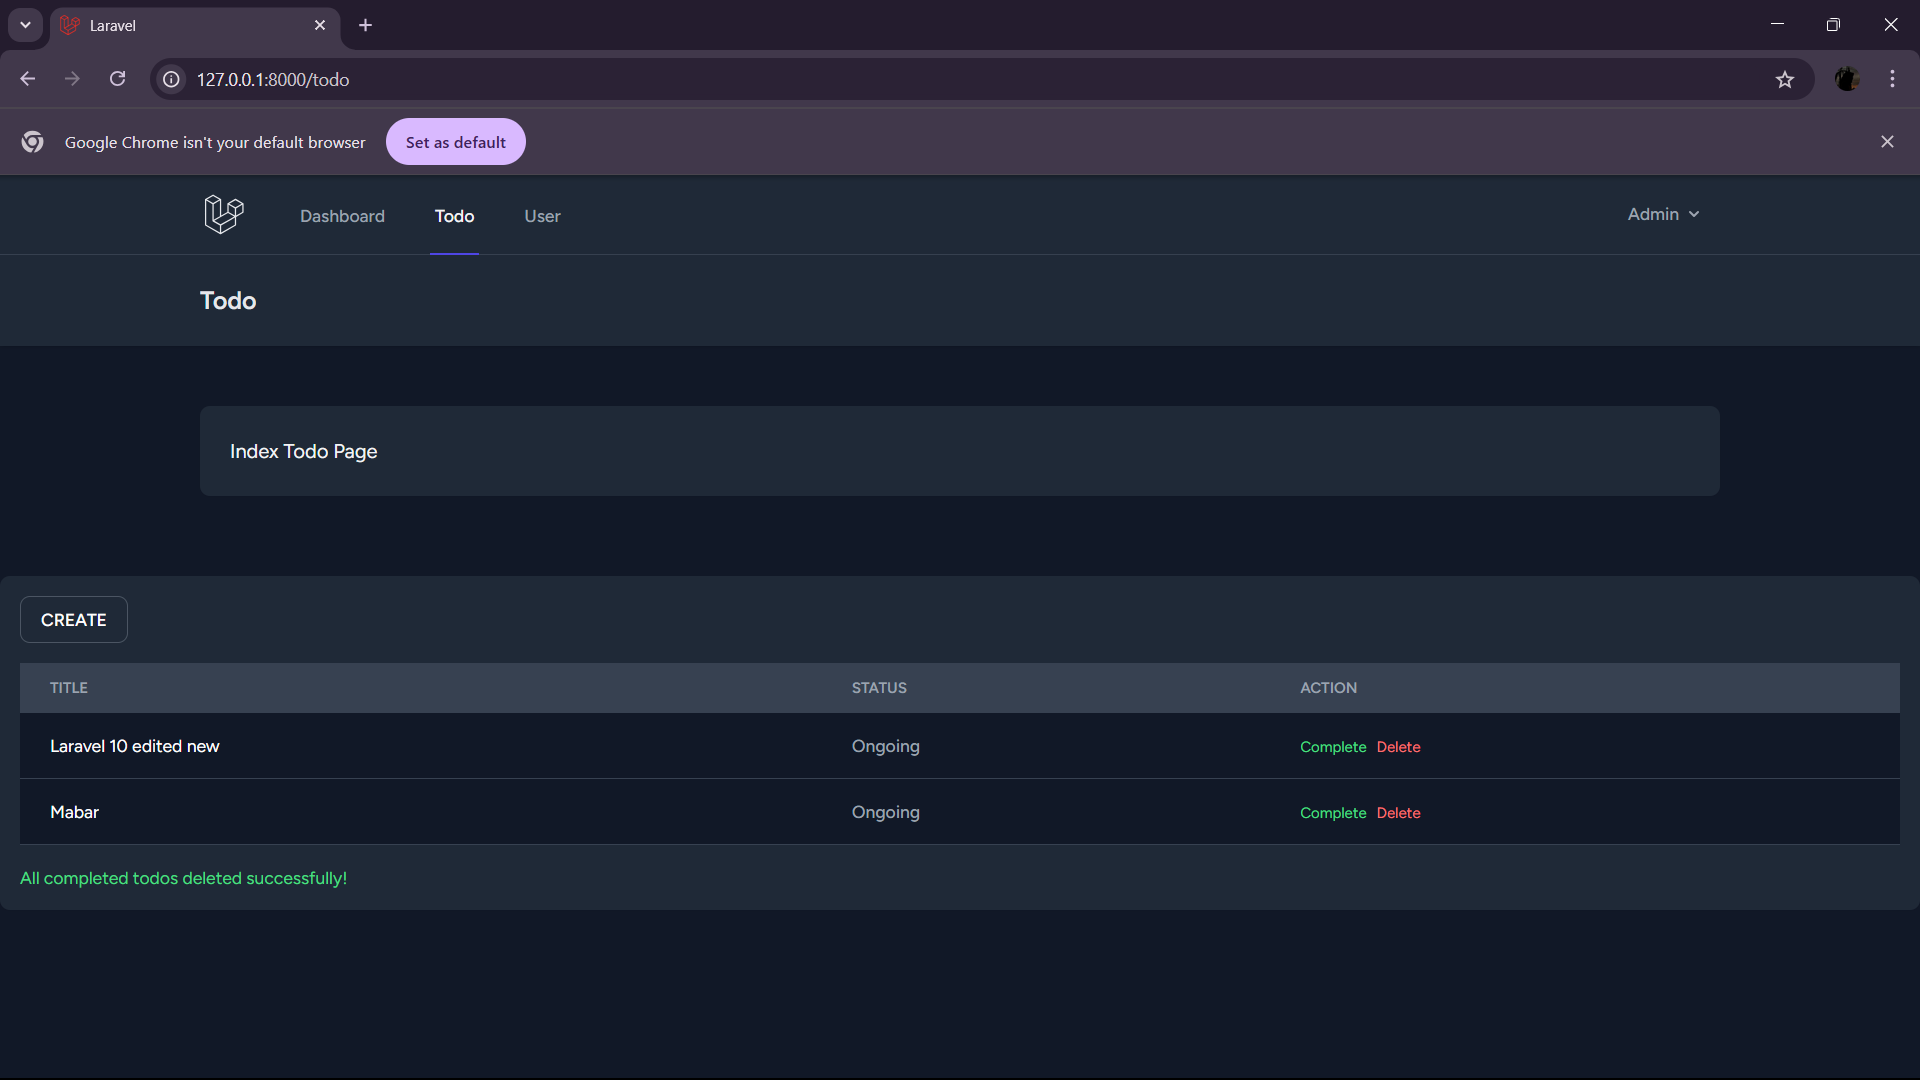 Laravel
127.0.0.1:8000/todo
Google Chrome isn't your default browser Set as default
Dashboard Todo User Admin
Todo
Index Todo Page
CREATE
TITLE STATUS ACTION
Laravel 10 edited new Ongoing Complete Delete
Mabar Ongoing Complete Delete
All completed todos deleted successfully!